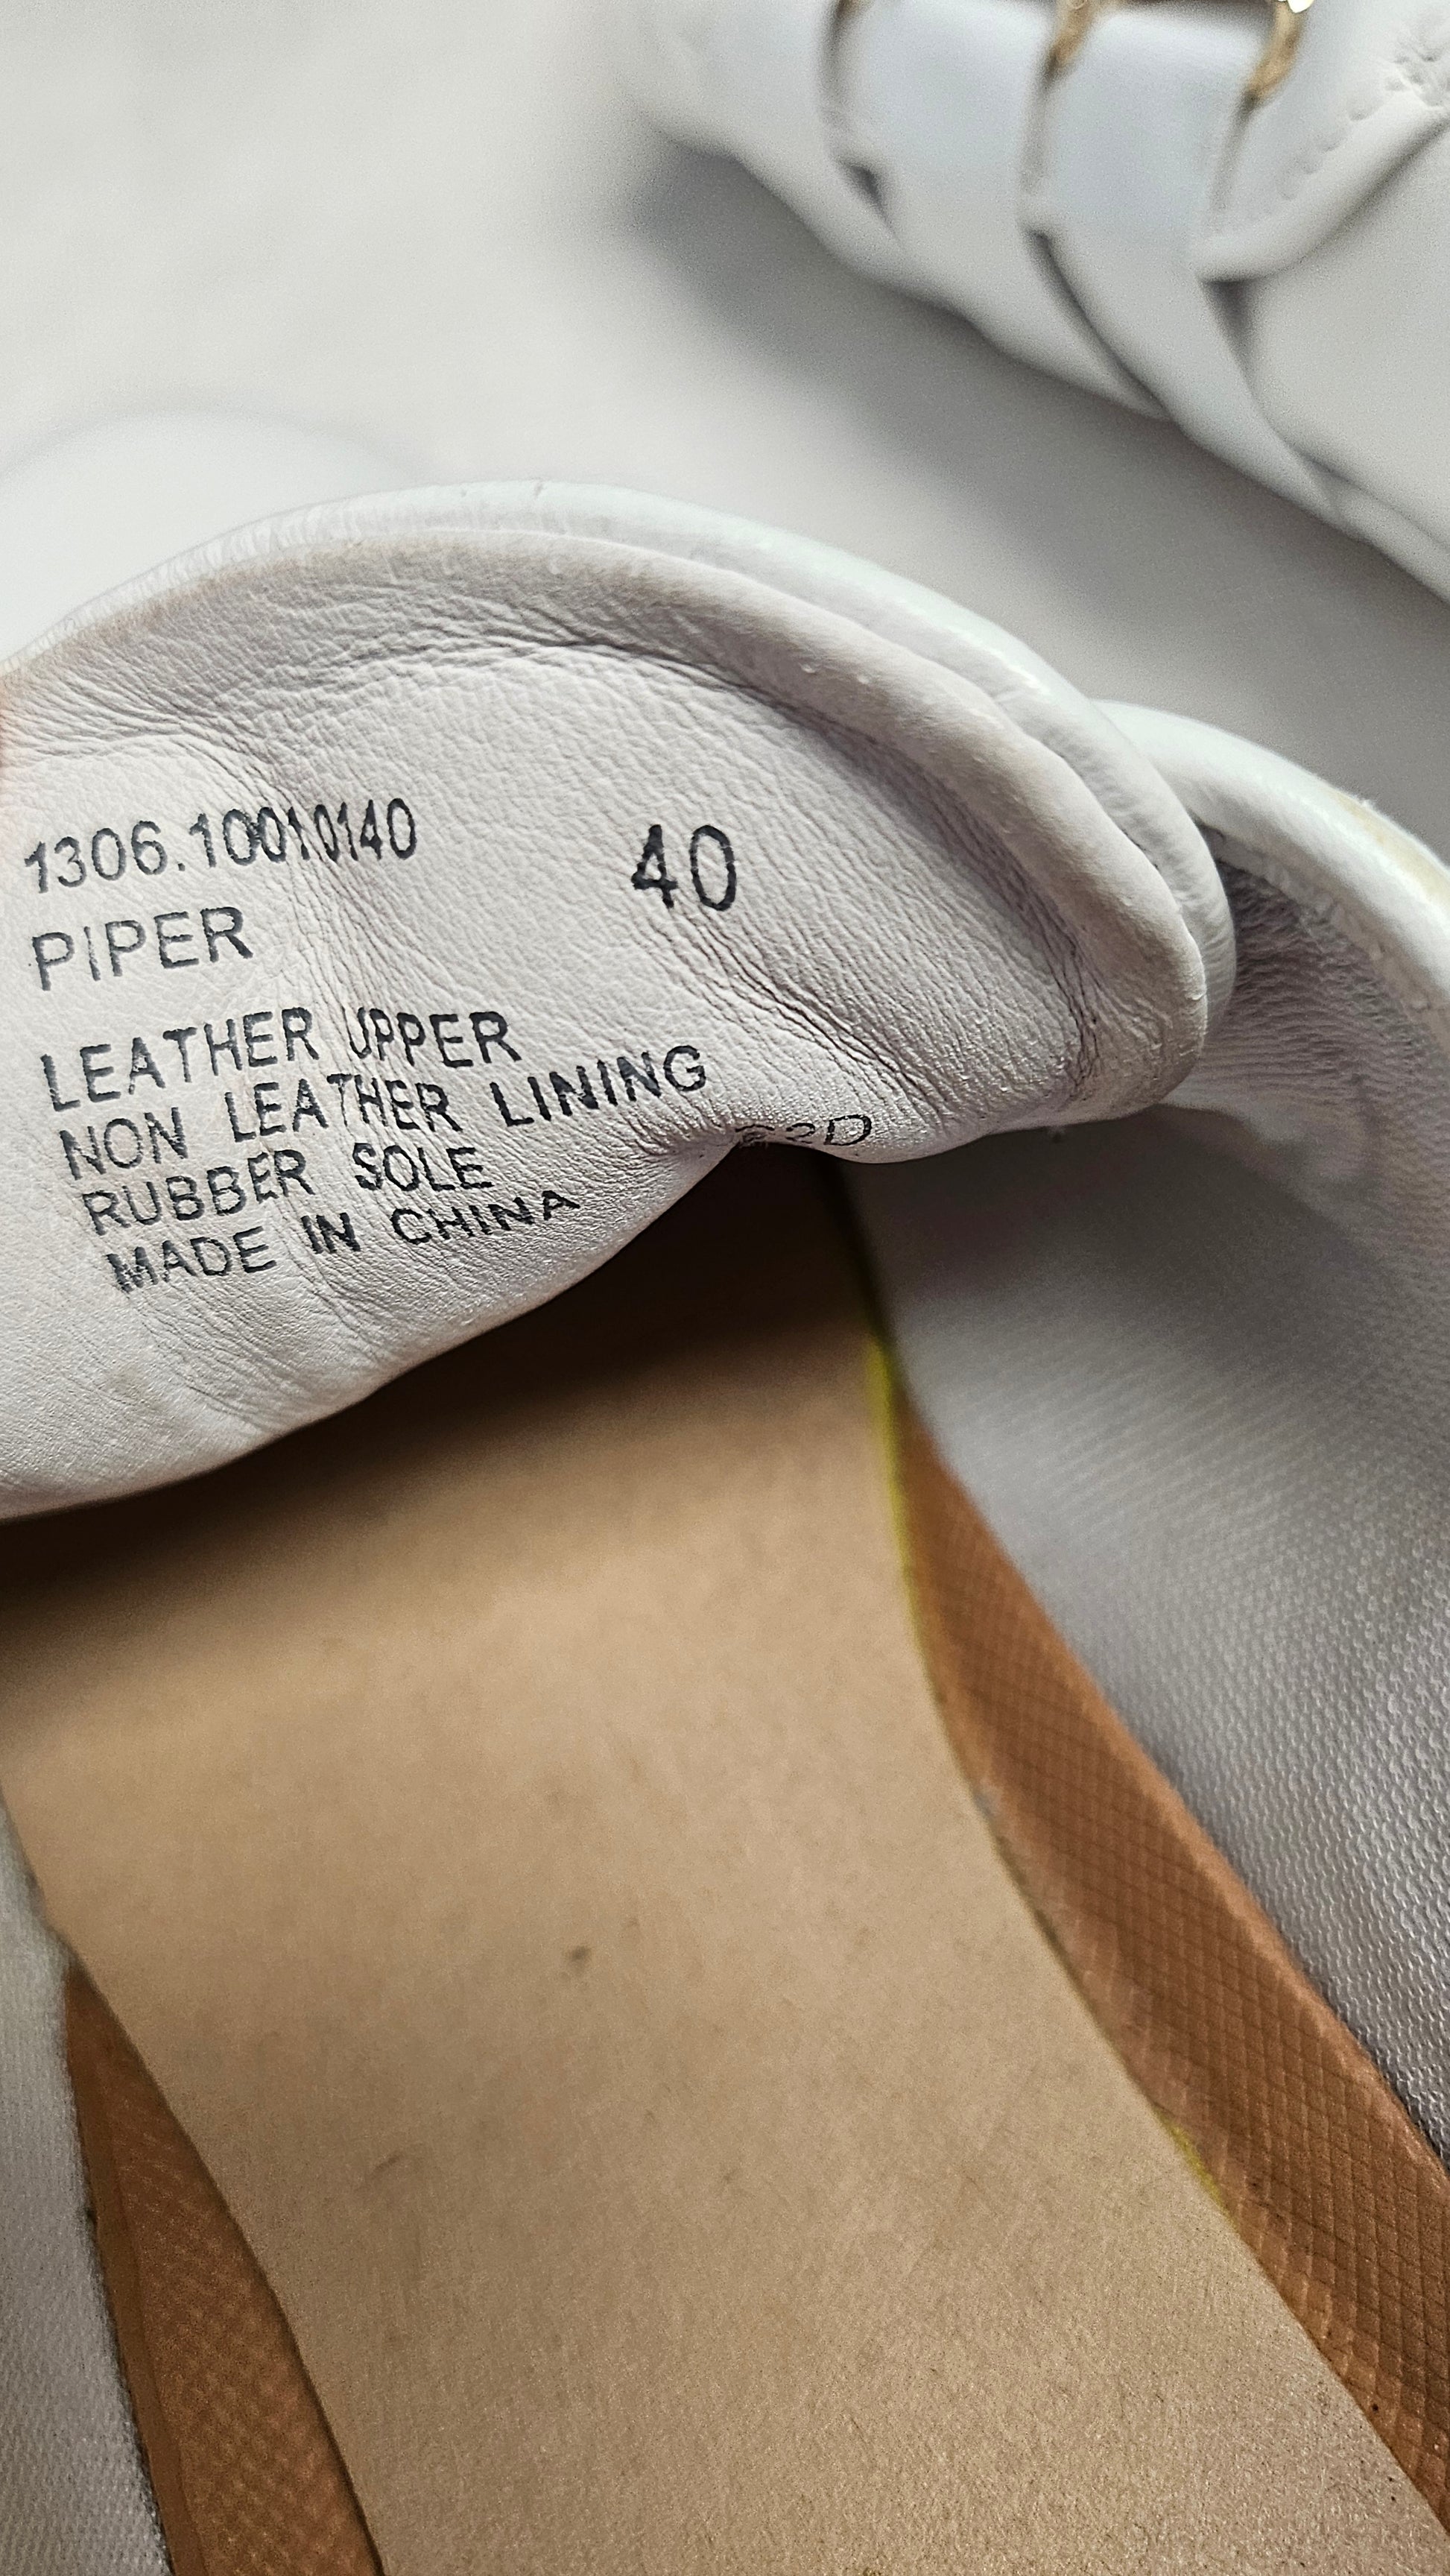 1306.10010140 40
PIPER
LEATHER UPPER
NON LEATHER LINING
RUBBER SOLE
MADE IN CHINA